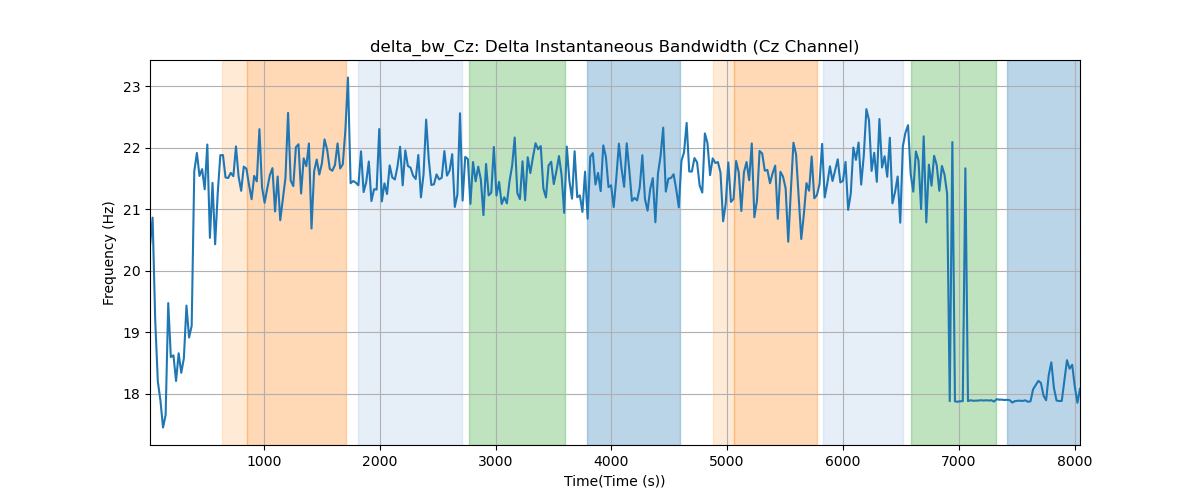 delta_bw_Cz: Delta Instantaneous Bandwidth (Cz Channel)
Frequency (Hz)
23
22
21
20
19
18
1000 2000 3000 4000 5000 6000 7000 8000
Time(Time (s))